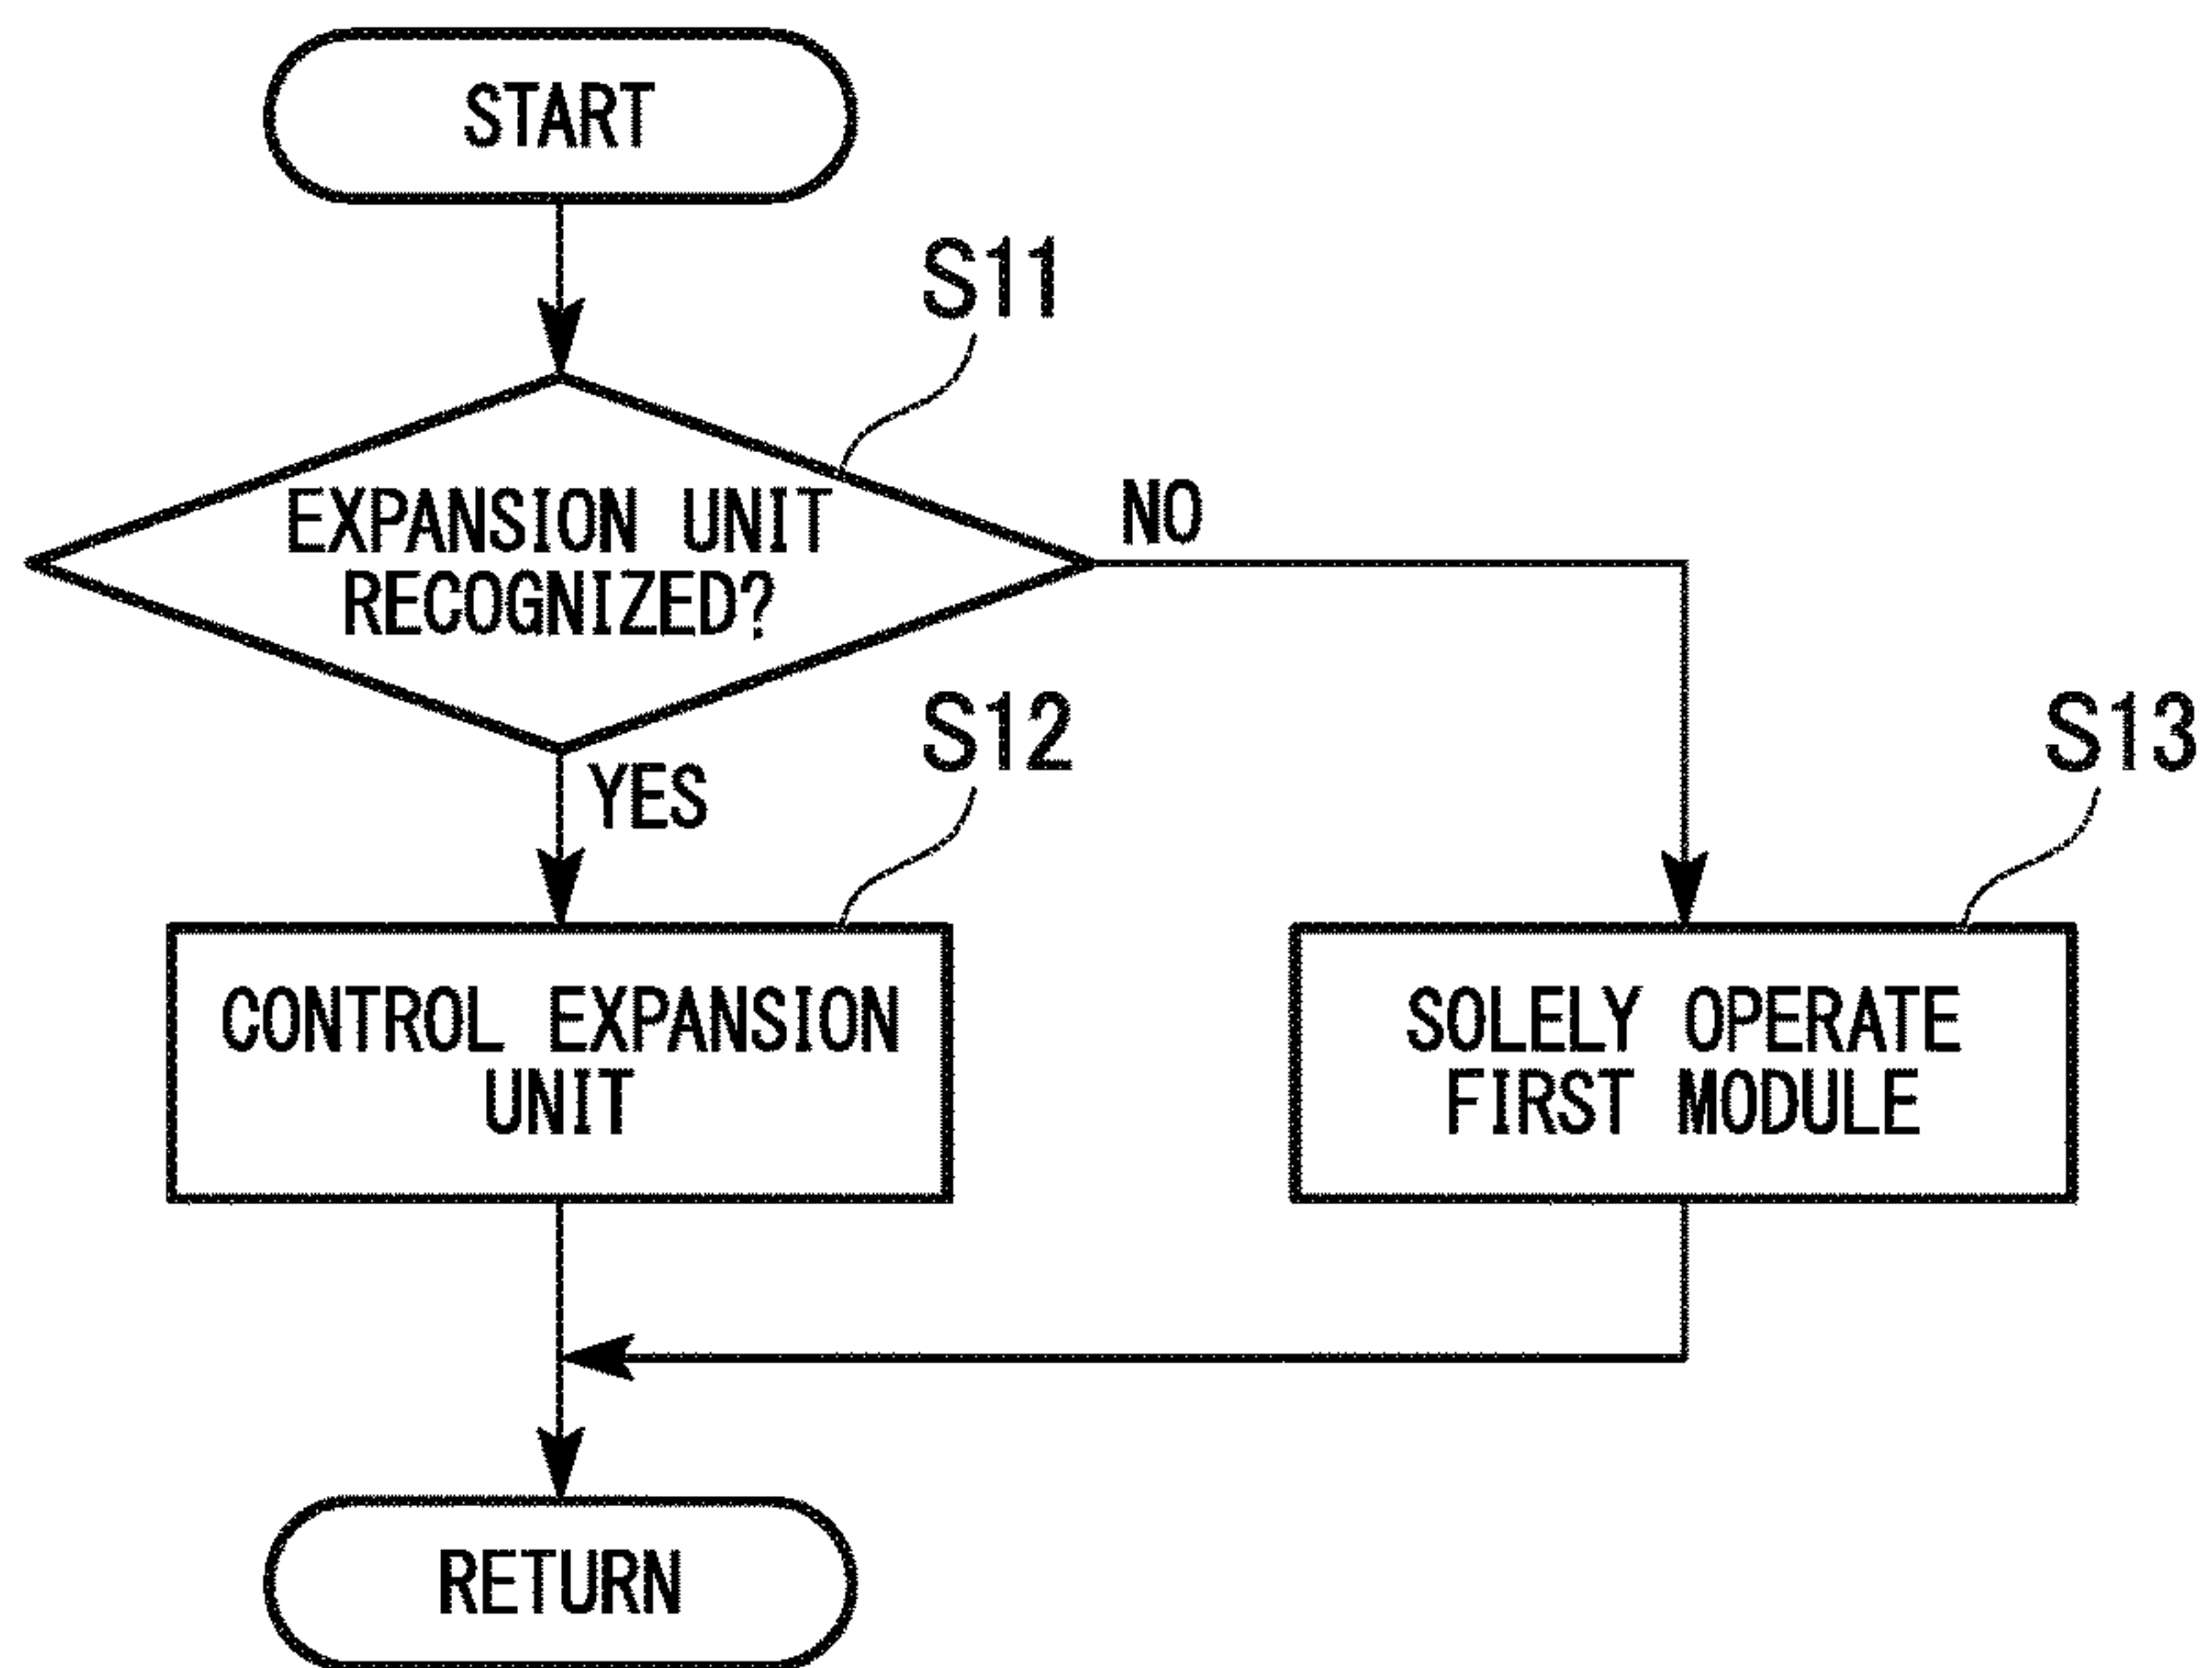 START
S11
EXPANSION UNIT
RECOGNIZED?
NO
YES
S12
S13
CONTROL EXPANSION
UNIT
SOLELY OPERATE
FIRST MODULE
RETURN